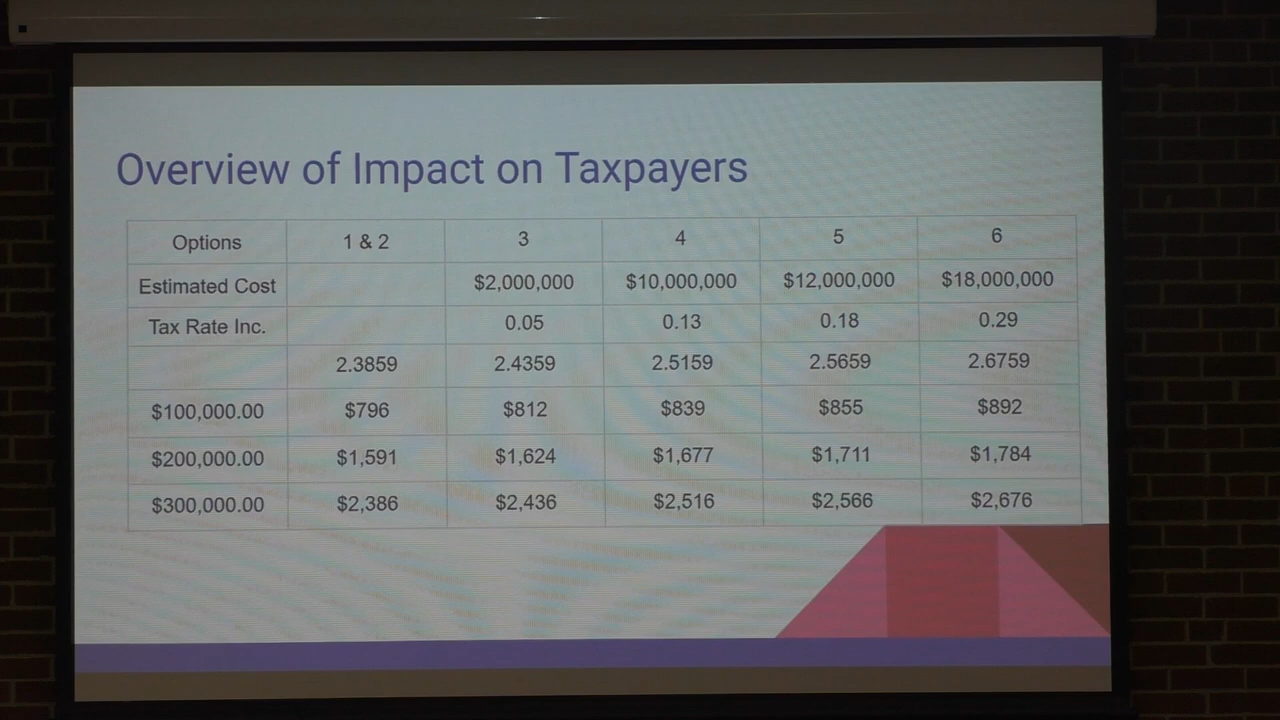 Overview of Impact on Taxpayers
Options 1 & 2 3 4 5 6
Estimated Cost $2,000,000 $10,000,000 $12,000,000 $18,000,000
Tax Rate Inc. 0.05 0.13 0.18 0.29
2.3859 2.4359 2.5159 2.5659 2.6759
$100,000.00 $796 $812 $839 $855 $892
$200,000.00 $1,591 $1,624 $1,677 $1,711 $1,784
$300,000.00 $2,386 $2,436 $2,516 $2,566 $2,676